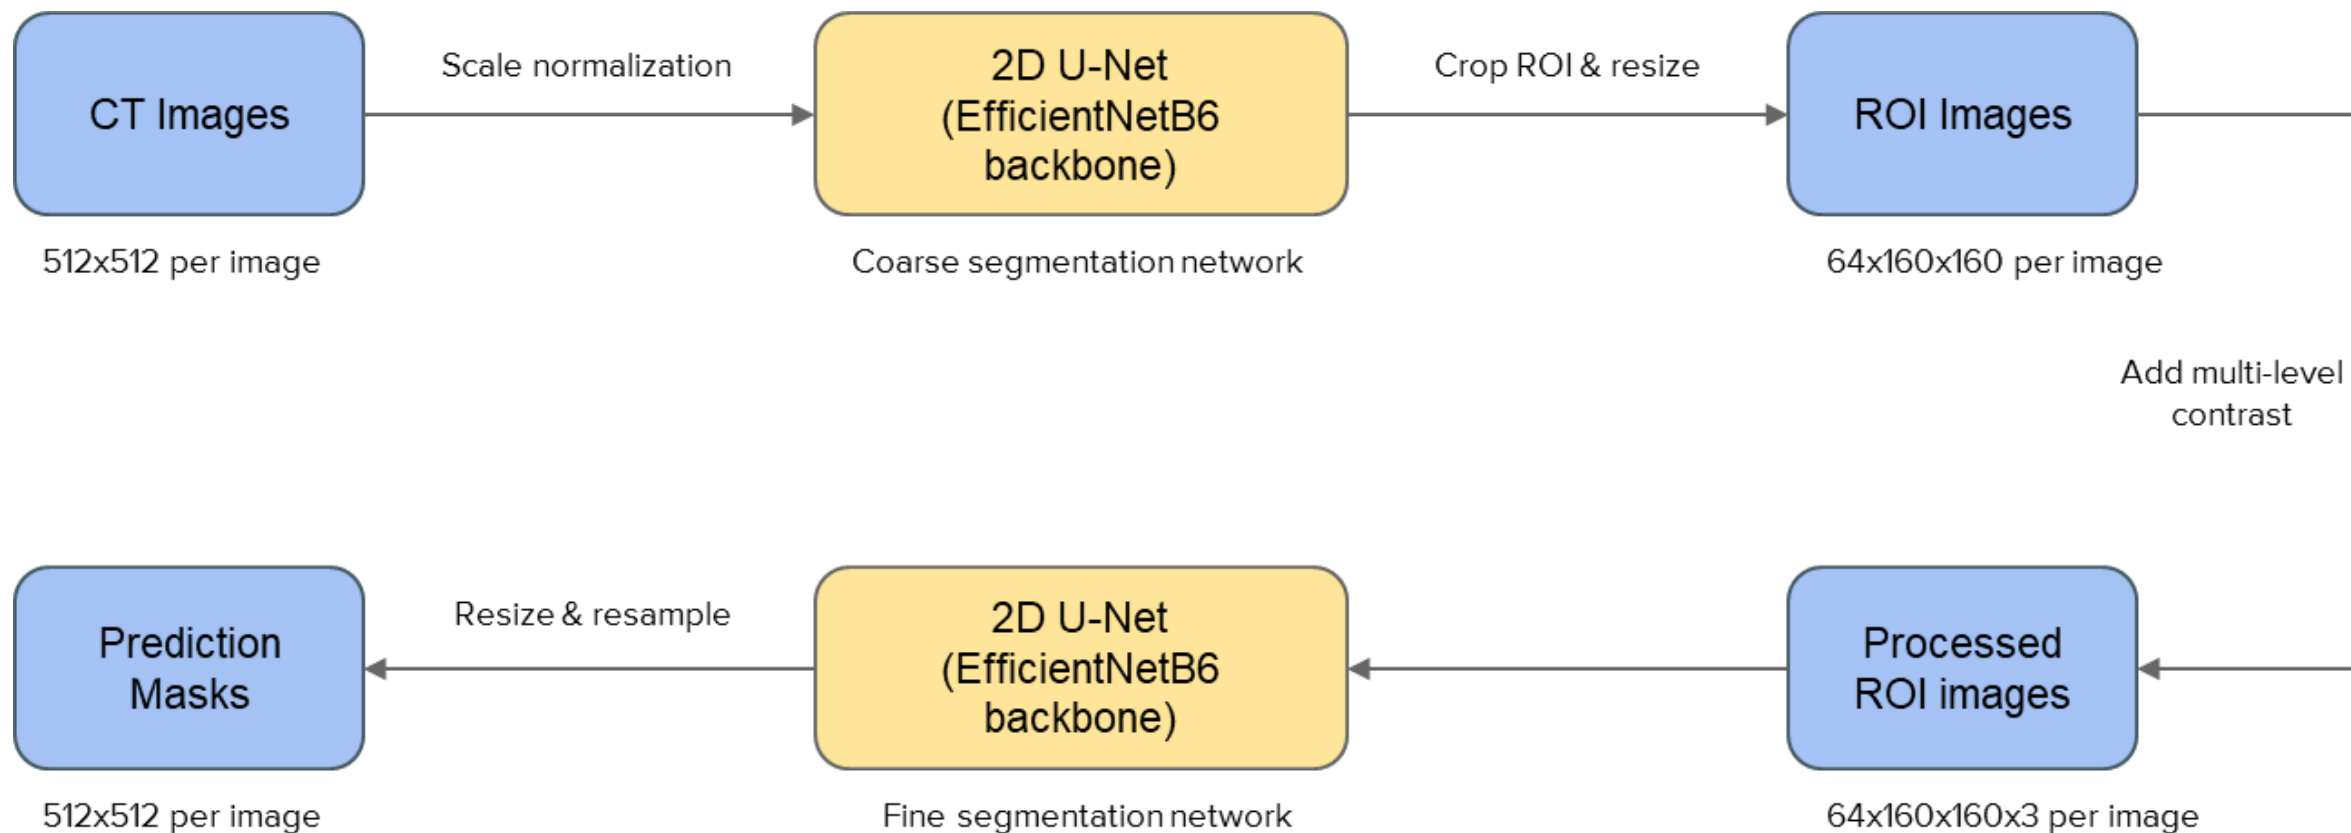 CT Images
512x512 per image
Scale normalization
2D U-Net
(EfficientNetB6
backbone)
Coarse segmentation network
Crop ROI & resize
ROI Images
64x160x160 per image
Add multi-level
contrast
Processed
ROI images
64x160x160x3 per image
2D U-Net
(EfficientNetB6
backbone)
Fine segmentation network
Resize & resample
Prediction
Masks
512x512 per image